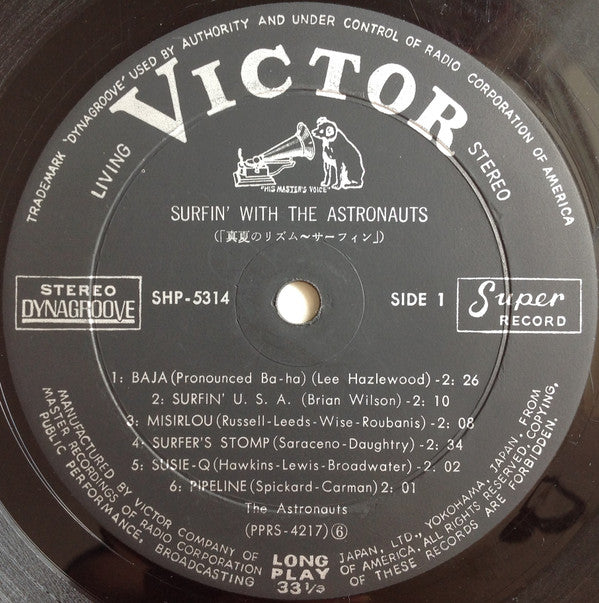 TRADEMARK "DYNAGROOVE" USED BY AUTHORITY AND UNDER CONTROL OF RADIO CORPORATION OF AMERICA
LIVING VICTOR STEREO
"HIS MASTER'S VOICE"
SURFIN' WITH THE ASTRONAUTS
(「真夏のリズム〜サーフィン」)
STEREO
DYNAGROOVE
SHP-5314
SIDE 1
Super
RECORD
1: BAJA (Pronounced Ba-ha) (Lee Hazlewood) -2: 26
2: SURFIN' U. S. A. (Brian Wilson) -2: 10
3: MISIRLOU (Russell-Leeds-Wise-Roubanis) -2: 08
4: SURFER'S STOMP (Saraceno-Daughtry) -2: 34
5: SUSIE-Q (Hawkins-Lewis-Broadwater) -2: 02
6: PIPELINE (Spickard-Carman) 2: 01
The Astronauts
(PPRS-4217) ⑥
MANUFACTURED BY VICTOR COMPANY OF JAPAN, LTD., YOKOHAMA, JAPAN, FROM
MASTER RECORDINGS OF RADIO CORPORATION OF AMERICA. ALL RIGHTS RESERVED. COPYING,
PUBLIC PERFORMANCE, BROADCASTING OF THESE RECORDS ARE FORBIDDEN.
LONG
PLAY
33 1/3